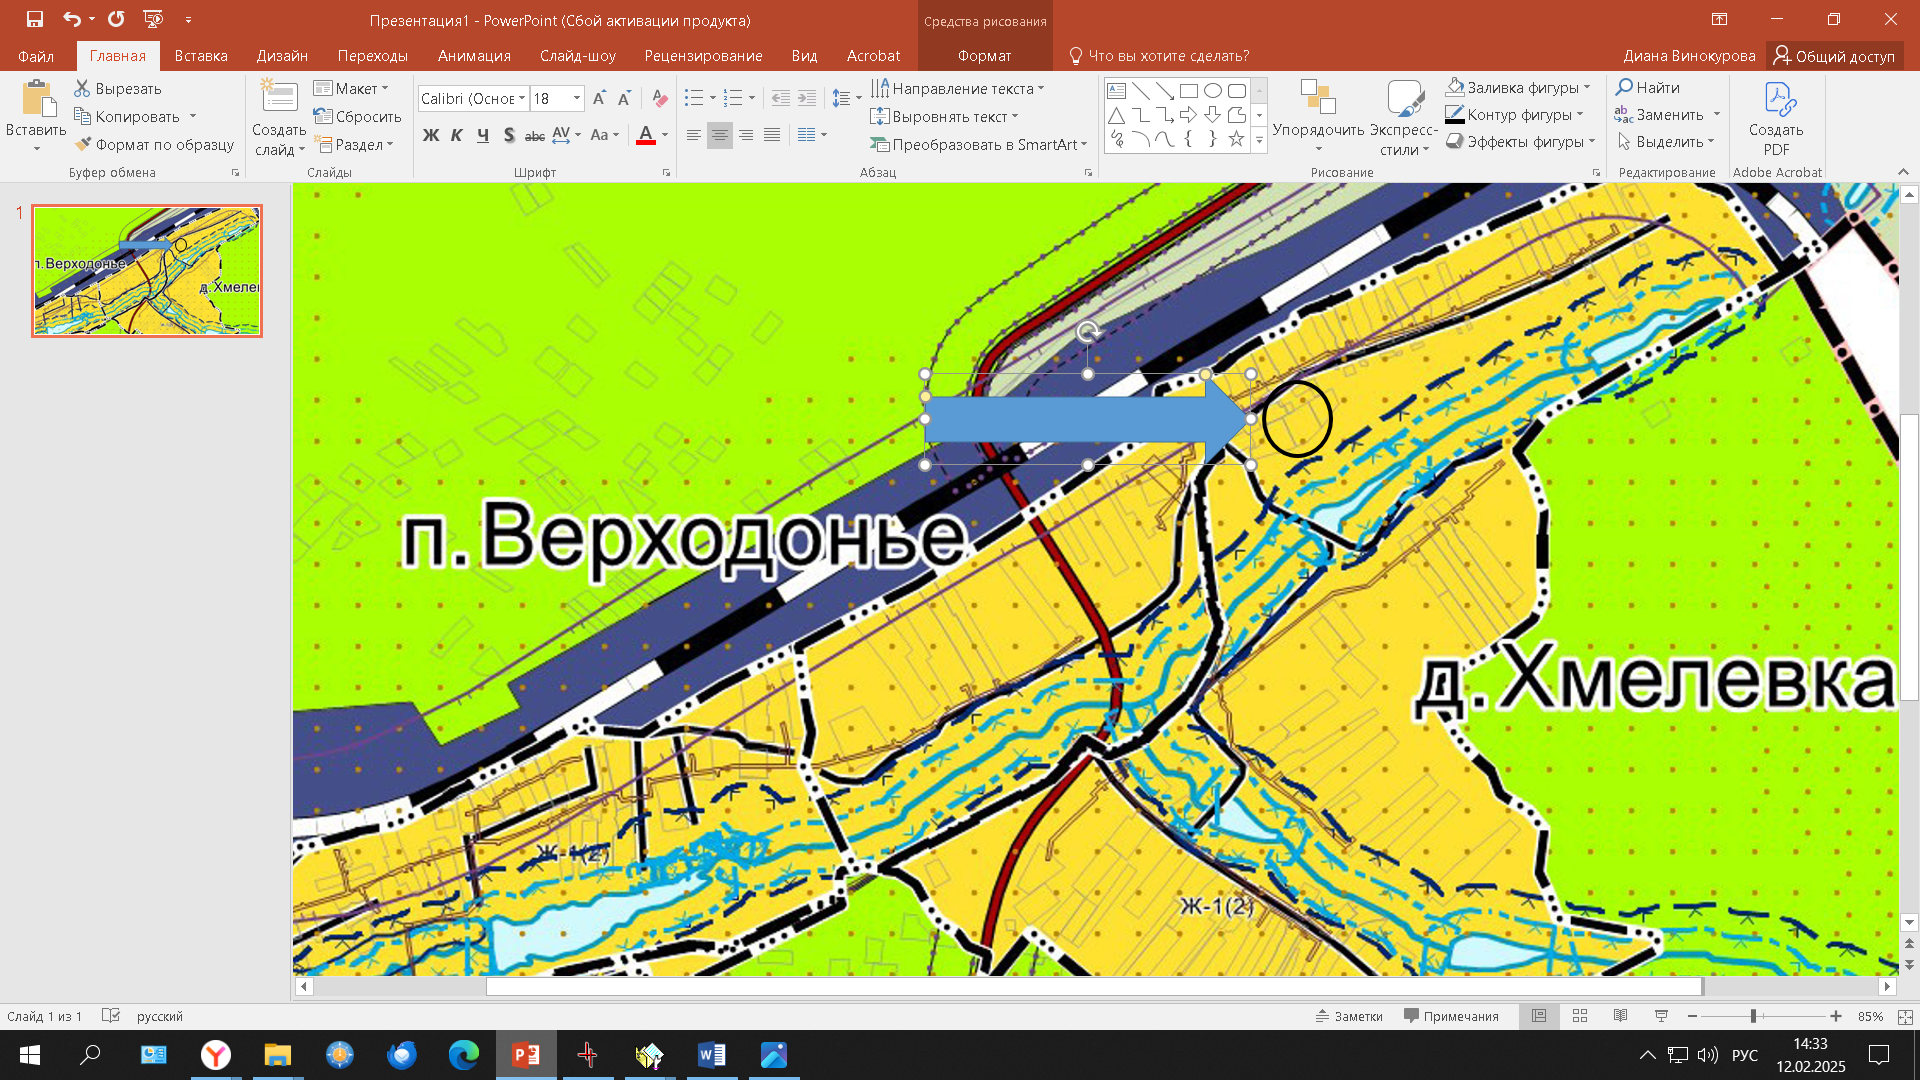 Презентация1 - PowerPoint (Сбой активации продукта)
Средства рисования
Файл
Главная
Вставка
Дизайн
Переходы
Анимация
Слайд-шоу
Рецензирование
Вид
Acrobat
Формат
Что вы хотите сделать?
Диана Винокурова
Общий доступ
Вставить
Вырезать
Копировать
Формат по образцу
Буфер обмена
Создать слайд
Макет
Сбросить
Раздел
Слайды
Calibri (Осно
18
Ж К Ч S abc AV Aa А
Шрифт
Направление текста
Выровнять текст
Преобразовать в SmartArt
Абзац
Упорядочить
Экспресс-стили
Заливка фигуры
Контур фигуры
Эффекты фигуры
Рисование
Найти
Заменить
Выделить
Редактирование
Создать PDF
Adobe Acrobat
1
п.Верходонье
д.Хмелев
п.Верходонье
д.Хмелевка
Ж-1(2)
Ж-1(2)
Слайд 1 из 1
русский
Заметки
Примечания
85%
РУС
14:33
12.02.2025